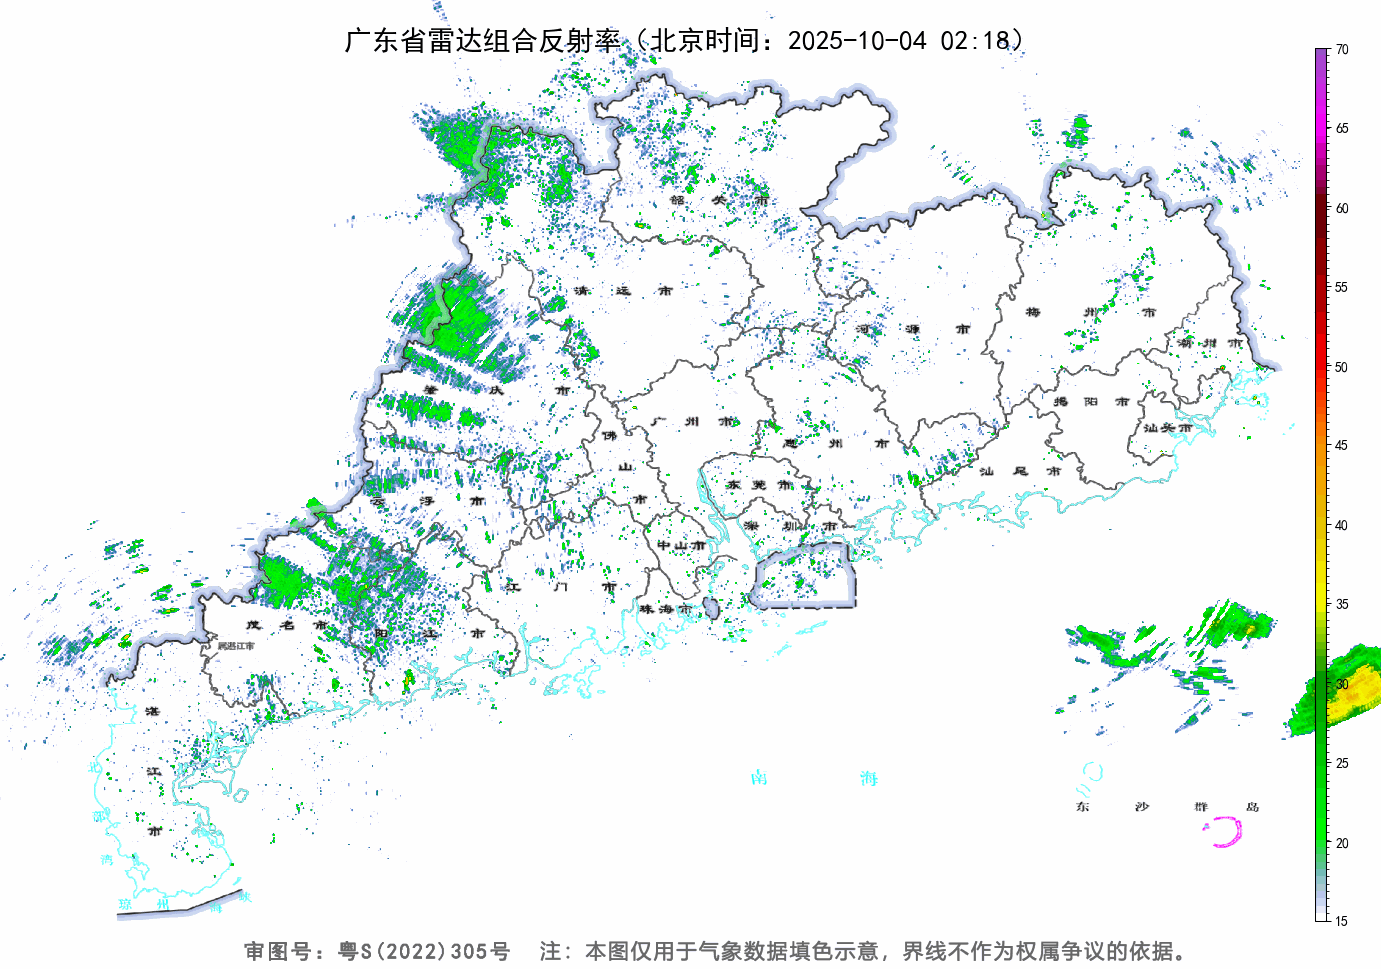 广东省雷达组合反射率（北京时间：2025-10-04 02:18）
70
65
60
55
50
45
40
35
30
25
20
15
韶关市
清远市
河源市
梅州市
潮州市
肇庆市
广州市
佛山市
惠州市
揭阳市
汕头市
汕尾市
东莞市
云浮市
深圳市
中山市
江门市
珠海市
茂名市
阳江市
属湛江市
湛江市
南海
东沙群岛
北部湾
琼州海峡
审图号：粤S(2022)305号 注：本图仅用于气象数据填色示意，界线不作为权属争议的依据。